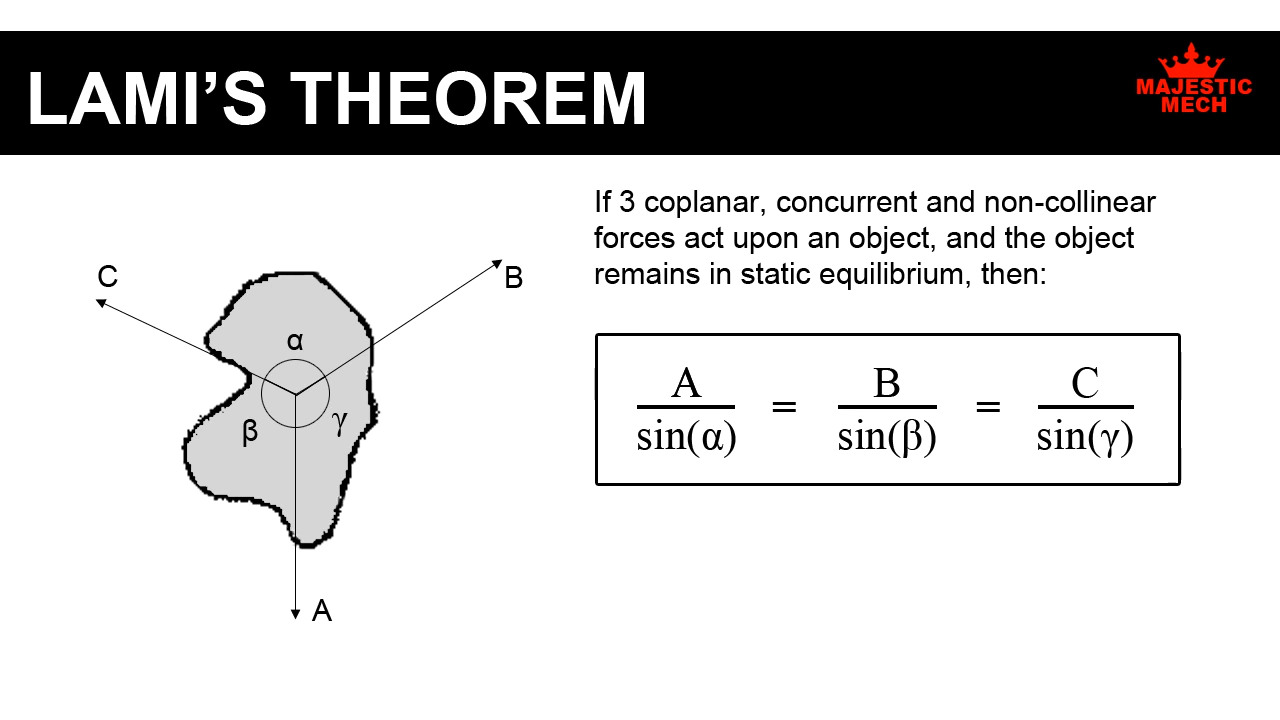 LAMI’S THEOREM
MAJESTIC
MECH
If 3 coplanar, concurrent and non-collinear
forces act upon an object, and the object
remains in static equilibrium, then:
C
B
α
β
γ
A
A = B = C
sin(α) sin(β) sin(γ)